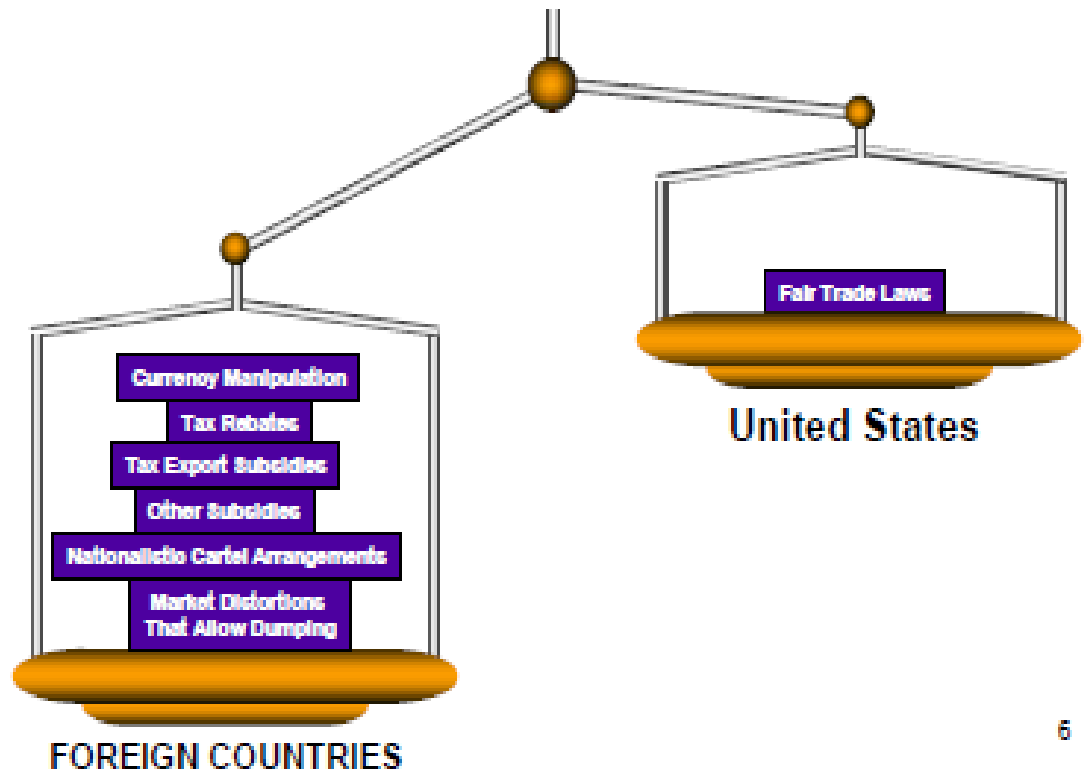 Fair Trade Laws
United States
Currency Manipulation
Tax Rebates
Tax Export Subsidies
Other Subsidies
Nationalistic Cartel Arrangements
Market Distortions
That Allow Dumping
FOREIGN COUNTRIES
6